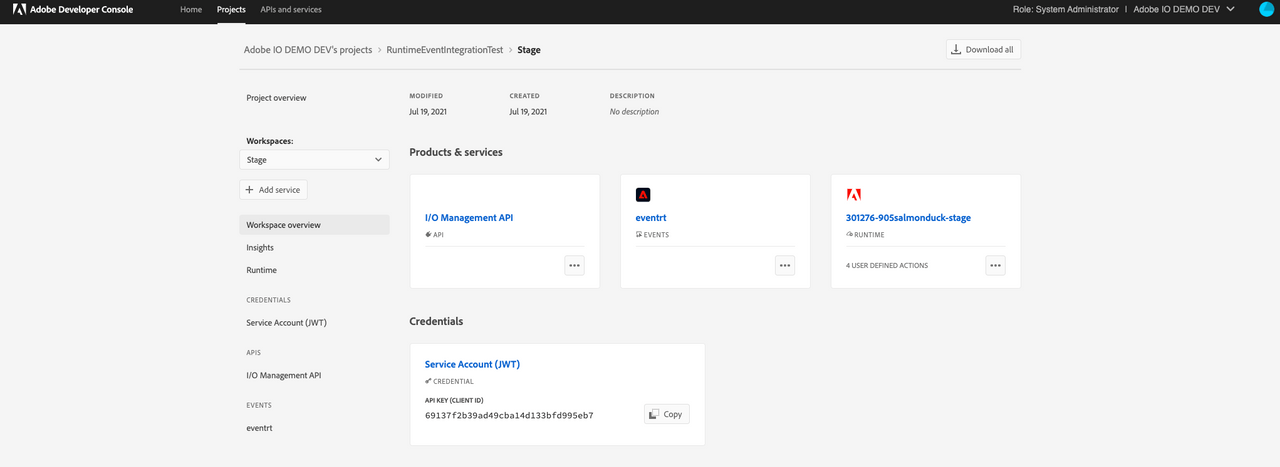 Adobe Developer Console
Home
Projects
APIs and services
Role: System Administrator | Adobe IO DEMO DEV
Adobe IO DEMO DEV's projects > RuntimeEventIntegrationTest > Stage
Download all
Project overview
MODIFIED
Jul 19, 2021
CREATED
Jul 19, 2021
DESCRIPTION
No description
Workspaces:
Stage
+ Add service
Workspace overview
Insights
Runtime
CREDENTIALS
Service Account (JWT)
APIS
I/O Management API
EVENTS
eventrt
Products & services
I/O Management API
API
eventrt
EVENTS
301276-905salmonduck-stage
RUNTIME
4 USER DEFINED ACTIONS
Credentials
Service Account (JWT)
CREDENTIAL
API KEY (CLIENT ID)
69137f2b39ad49cba14d133bfd995eb7
Copy